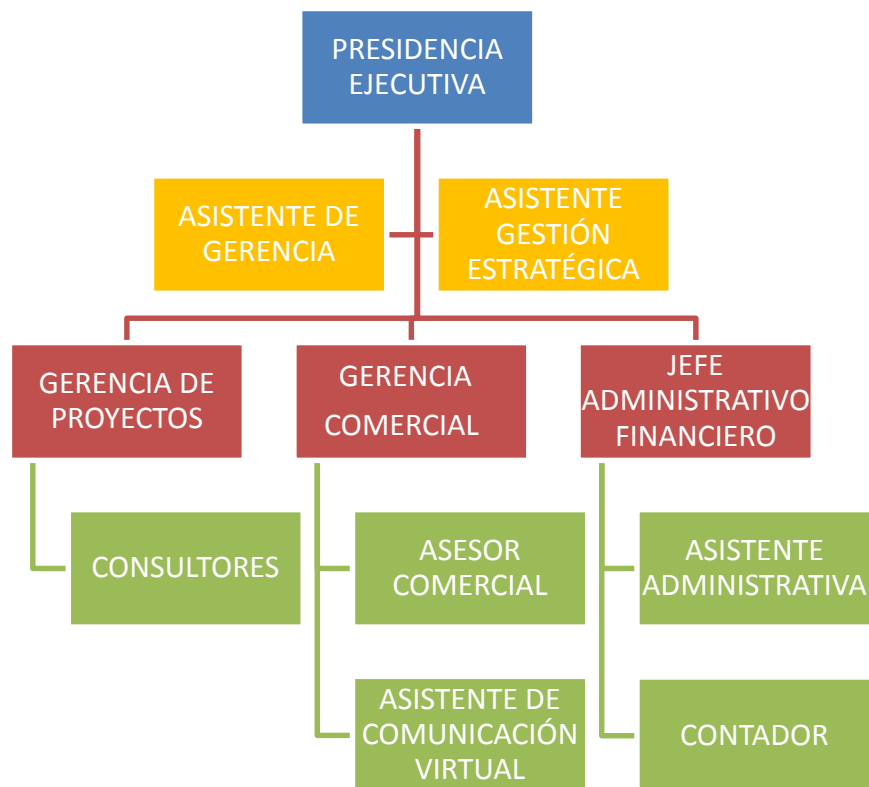 PRESIDENCIA
EJECUTIVA
ASISTENTE DE
GERENCIA
ASISTENTE
GESTIÓN
ESTRATÉGICA
GERENCIA DE
PROYECTOS
GERENCIA
COMERCIAL
JEFE
ADMINISTRATIVO
FINANCIERO
CONSULTORES
ASESOR
COMERCIAL
ASISTENTE
ADMINISTRATIVA
ASISTENTE DE
COMUNICACIÓN
VIRTUAL
CONTADOR